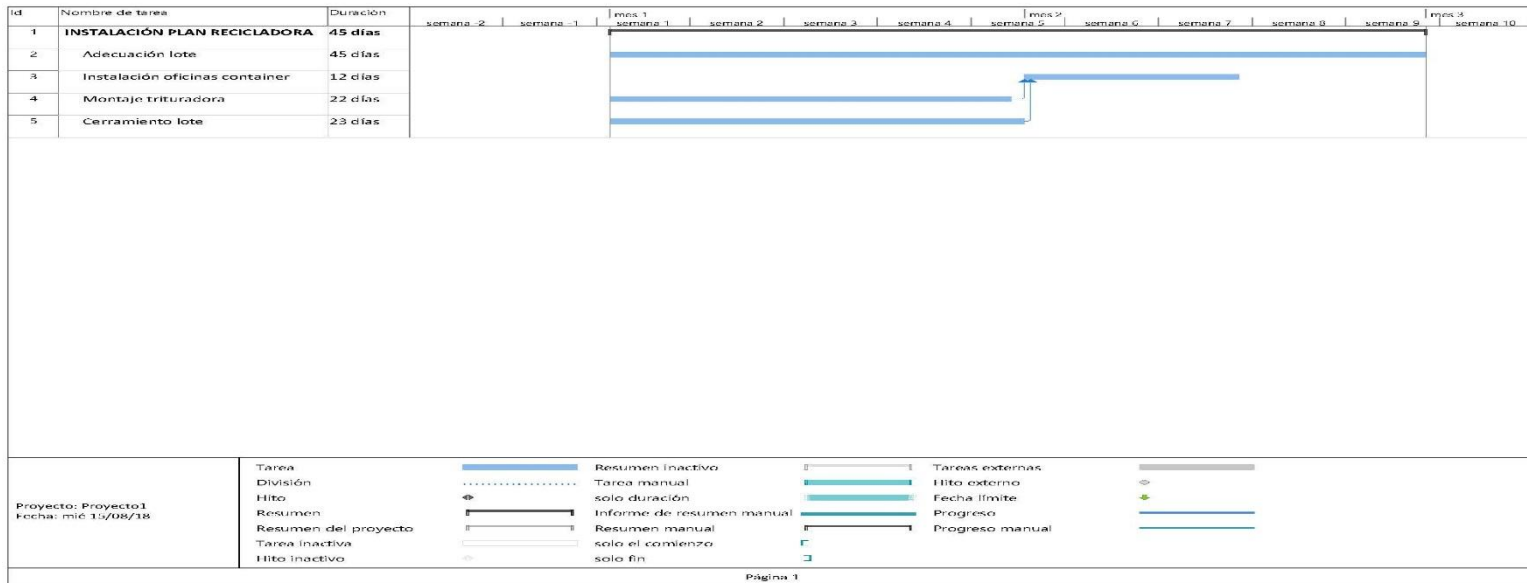 Id Nombre de tarea Duración mes 1 mes 2 mes 3
semana -2 semana -1 semana 1 semana 2 semana 3 semana 4 semana 5 semana 6 semana 7 semana 8 semana 9 semana 10
1 INSTALACIÓN PLAN RECICLADORA 45 días
2 Adecuación lote 45 días
3 Instalación oficinas container 12 días
4 Montaje trituradora 22 días
5 Cerramiento lote 23 días
Proyecto: Proyecto1
Fecha: mié 15/08/18
Tarea Resumen inactivo Tareas externas
División Tarea manual Hito externo
Hito solo duración Fecha límite
Resumen Informe de resumen manual Progreso
Resumen del proyecto Resumen manual Progreso manual
Tarea inactiva solo el comienzo
Hito inactivo solo fin
Página 1